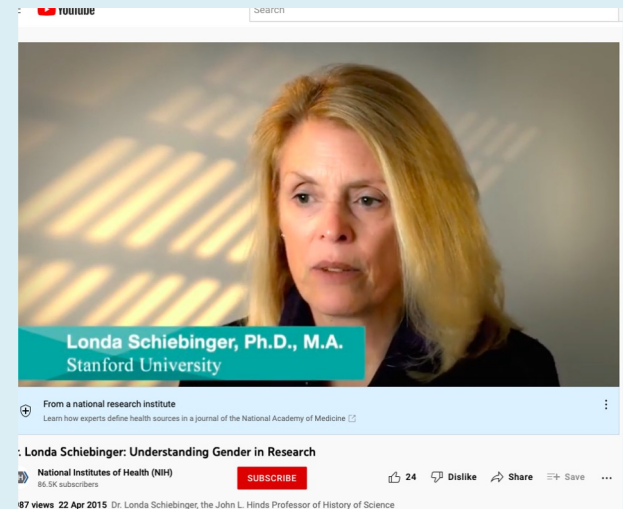 YouTube
Search
Londa Schiebinger, Ph.D., M.A.
Stanford University
From a national research institute
Learn how experts define health sources in a journal of the National Academy of Medicine
Londa Schiebinger: Understanding Gender in Research
National Institutes of Health (NIH)
86.5K subscribers
SUBSCRIBE
24 Dislike Share Save
87 views 22 Apr 2015 Dr. Londa Schiebinger, the John L. Hinds Professor of History of Science